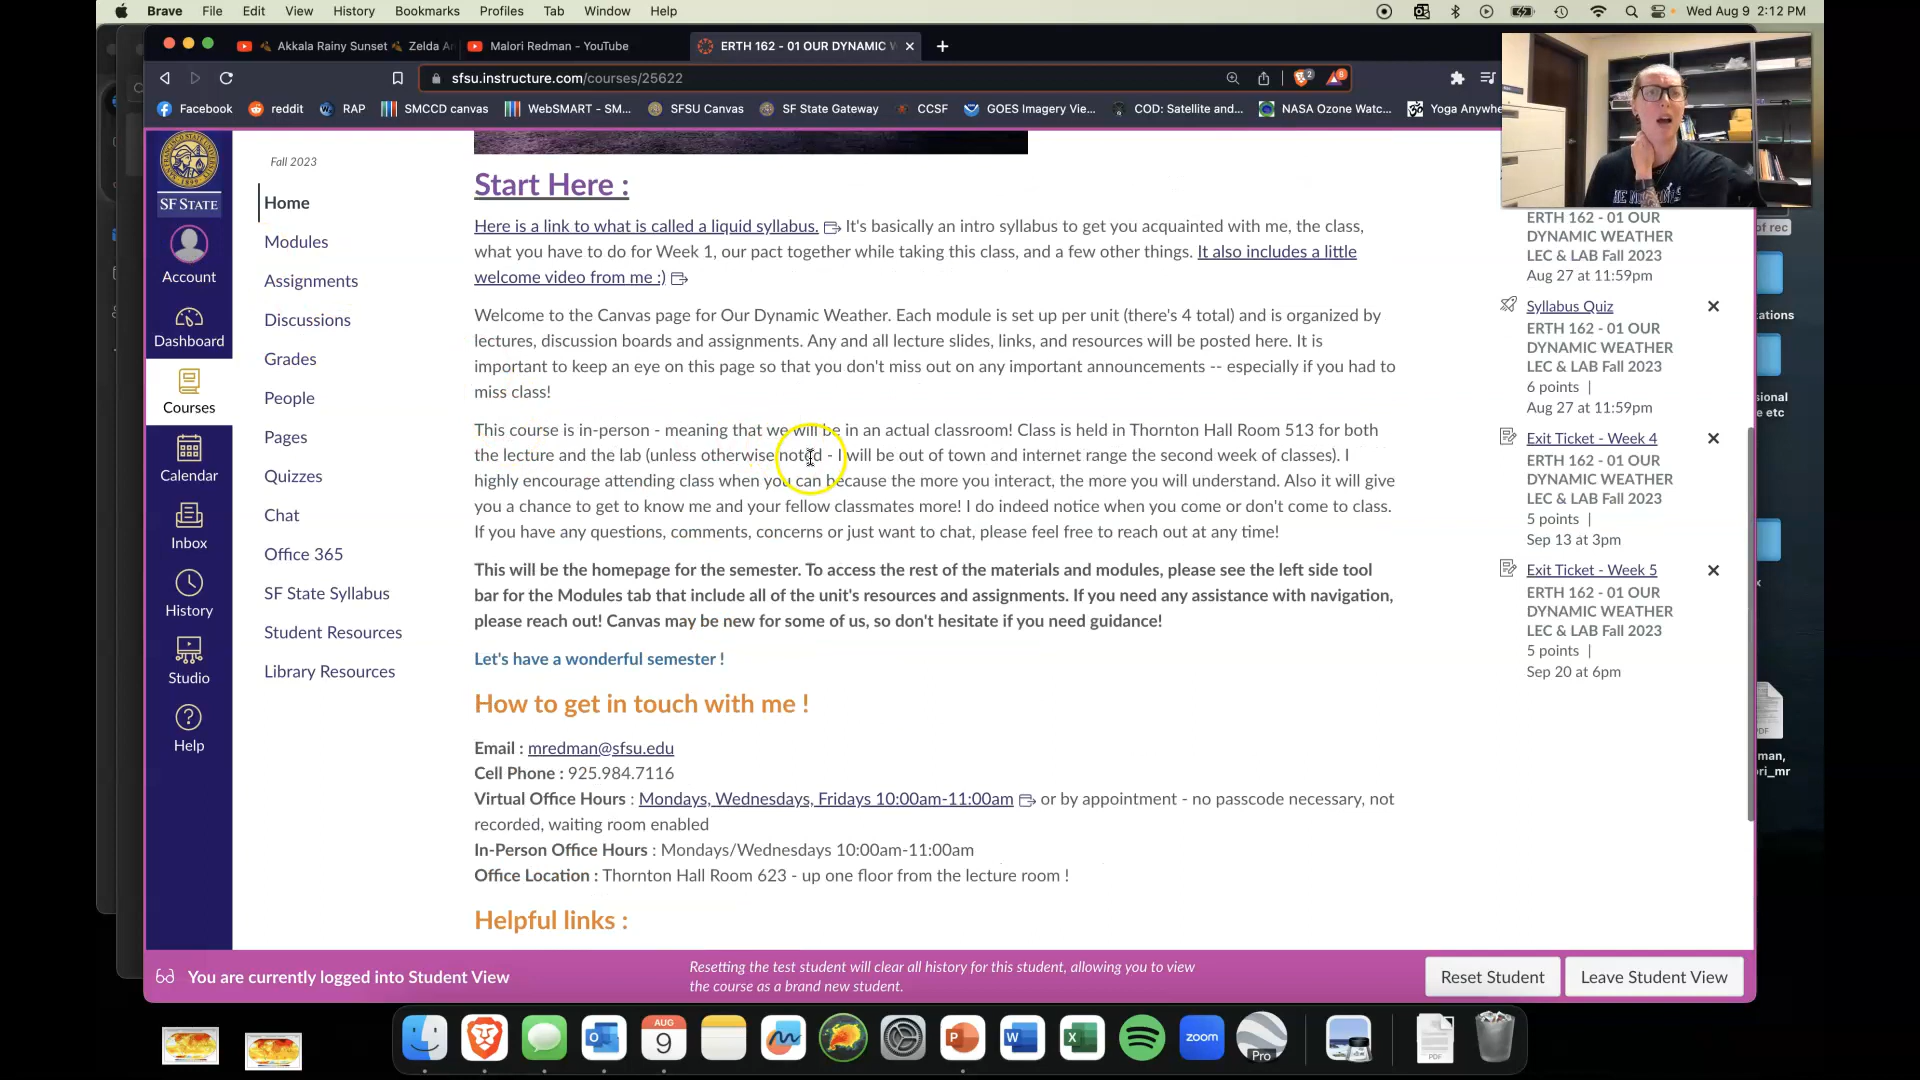 Brave File Edit View History Bookmarks Profiles Tab Window Help
Wed Aug 9 2:12 PM
Akkala Rainy Sunset Zelda
Malori Redman - YouTube
ERTH 162 - 01 OUR DYNAMIC
sfsu.instructure.com/courses/25622
2
8
Facebook reddit RAP SMCCD canvas WebSMART - SM... SFSU Canvas SF State Gateway CCSF GOES Imagery Vie... COD: Satellite and... NASA Ozone Watc... Yoga Anywhe
SF STATE
Account
Dashboard
Courses
Calendar
Inbox
History
Studio
Help
Fall 2023
Home
Modules
Assignments
Discussions
Grades
People
Pages
Quizzes
Chat
Office 365
SF State Syllabus
Student Resources
Library Resources
Start Here :
Here is a link to what is called a liquid syllabus. It's basically an intro syllabus to get you acquainted with me, the class,
what you have to do for Week 1, our pact together while taking this class, and a few other things. It also includes a little
welcome video from me :)
Welcome to the Canvas page for Our Dynamic Weather. Each module is set up per unit (there's 4 total) and is organized by
lectures, discussion boards and assignments. Any and all lecture slides, links, and resources will be posted here. It is
important to keep an eye on this page so that you don't miss out on any important announcements -- especially if you had to
miss class!
This course is in-person - meaning that we will be in an actual classroom! Class is held in Thornton Hall Room 513 for both
the lecture and the lab (unless otherwise noted - I will be out of town and internet range the second week of classes). I
highly encourage attending class when you can because the more you interact, the more you will understand. Also it will give
you a chance to get to know me and your fellow classmates more! I do indeed notice when you come or don't come to class.
If you have any questions, comments, concerns or just want to chat, please feel free to reach out at any time!
This will be the homepage for the semester. To access the rest of the materials and modules, please see the left side tool
bar for the Modules tab that include all of the unit's resources and assignments. If you need any assistance with navigation,
please reach out! Canvas may be new for some of us, so don't hesitate if you need guidance!
Let's have a wonderful semester !
How to get in touch with me !
Email : mredman@sfsu.edu
Cell Phone : 925.984.7116
Virtual Office Hours : Mondays, Wednesdays, Fridays 10:00am-11:00am or by appointment - no passcode necessary, not
recorded, waiting room enabled
In-Person Office Hours : Mondays/Wednesdays 10:00am-11:00am
Office Location : Thornton Hall Room 623 - up one floor from the lecture room !
Helpful links :
ERTH 162 - 01 OUR
DYNAMIC WEATHER
LEC & LAB Fall 2023
Aug 27 at 11:59pm
Syllabus Quiz
ERTH 162 - 01 OUR
DYNAMIC WEATHER
LEC & LAB Fall 2023
6 points |
Aug 27 at 11:59pm
Exit Ticket - Week 4
ERTH 162 - 01 OUR
DYNAMIC WEATHER
LEC & LAB Fall 2023
5 points |
Sep 13 at 3pm
Exit Ticket - Week 5
ERTH 162 - 01 OUR
DYNAMIC WEATHER
LEC & LAB Fall 2023
5 points |
Sep 20 at 6pm
of rec
tations
sional
e etc
PDF
man,
ri_mr
You are currently logged into Student View
Resetting the test student will clear all history for this student, allowing you to view
the course as a brand new student.
Reset Student
Leave Student View
AUG
9
zoom
Pro
PDF